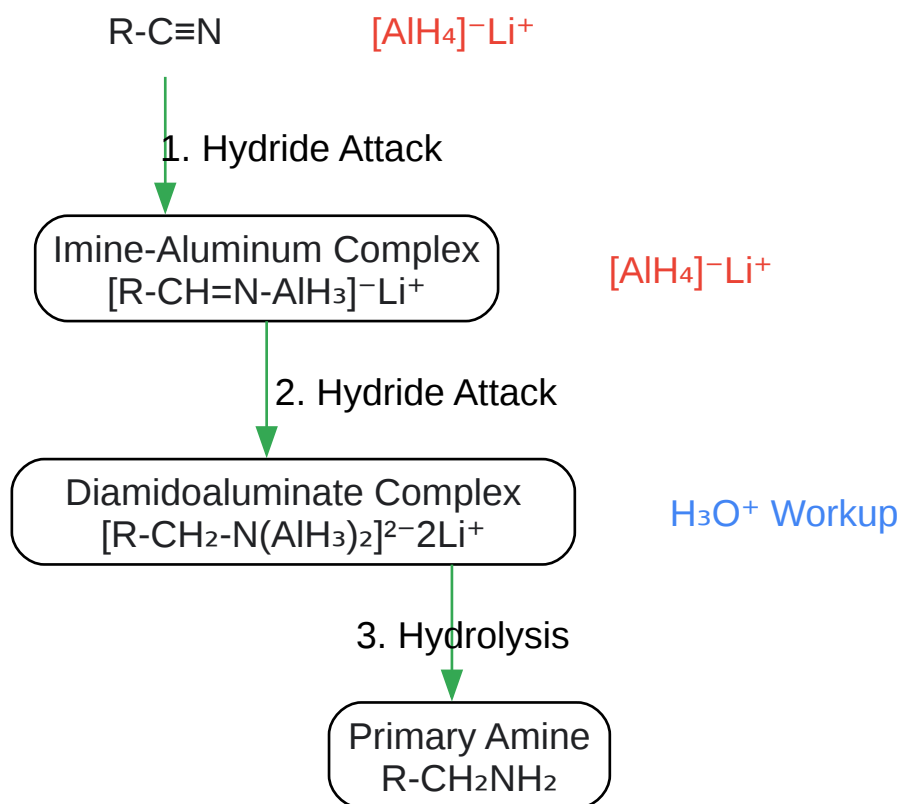 R-C≡N
[AlH₄]⁻Li⁺
1. Hydride Attack
Imine-Aluminum Complex
[R-CH=N-AlH₃]⁻Li⁺
[AlH₄]⁻Li⁺
2. Hydride Attack
Diamidoaluminate Complex
[R-CH₂-N(AlH₃)₂]²⁻2Li⁺
H₃O⁺ Workup
3. Hydrolysis
Primary Amine
R-CH₂NH₂